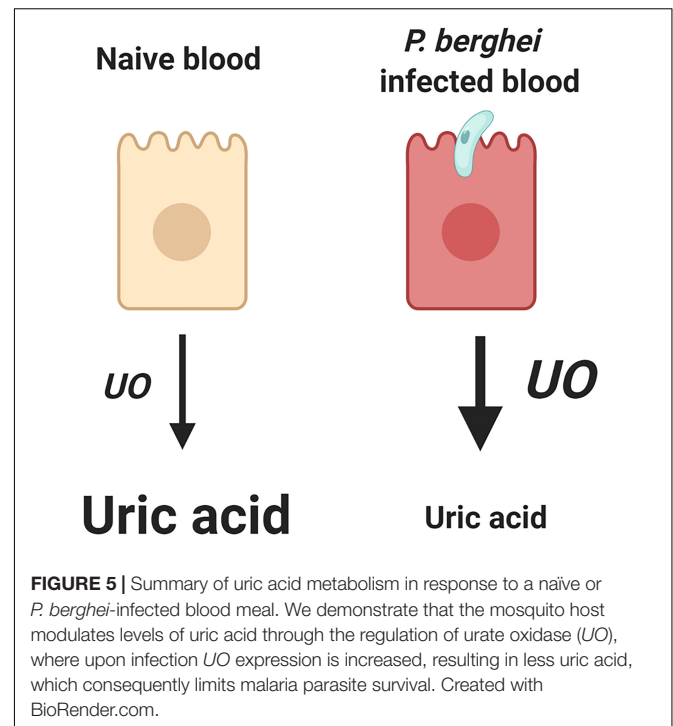 Naive blood
P. berghei
infected blood
UO
UO
Uric acid
Uric acid
FIGURE 5 | Summary of uric acid metabolism in response to a naïve or
P. berghei-infected blood meal. We demonstrate that the mosquito host
modulates levels of uric acid through the regulation of urate oxidase (UO),
where upon infection UO expression is increased, resulting in less uric acid,
which consequently limits malaria parasite survival. Created with
BioRender.com.